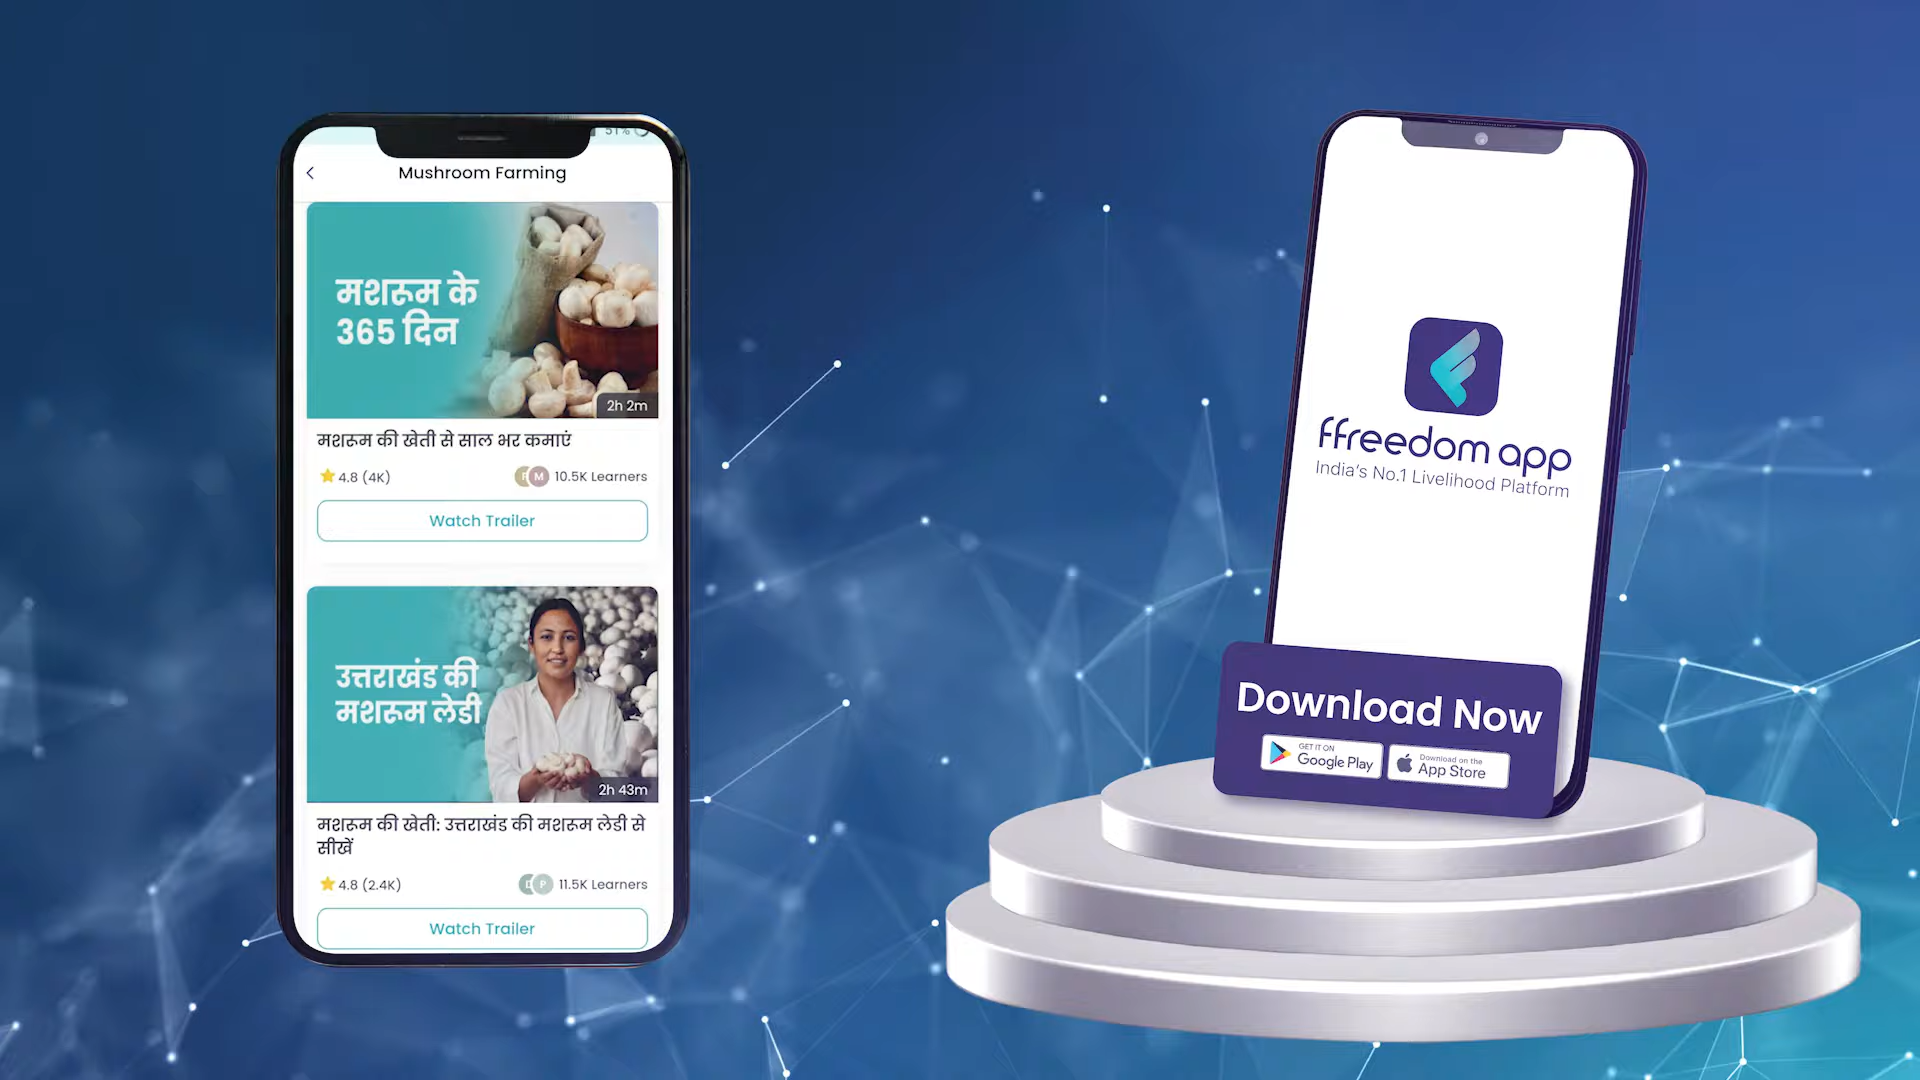 51%
Mushroom Farming
मशरूम के
365 दिन
2h 2m
मशरूम की खेती से साल भर कमाएं
4.8 (4K)
M 10.5K Learners
Watch Trailer
उत्तराखंड की
मशरूम लेडी
2h 43m
मशरूम की खेती: उत्तराखंड की मशरूम लेडी से
सीखें
4.8 (2.4K)
P 11.5K Learners
Watch Trailer
ffreedom app
India's No.1 Livelihood Platform
Download Now
GET IT ON
Google Play
Download on the
App Store